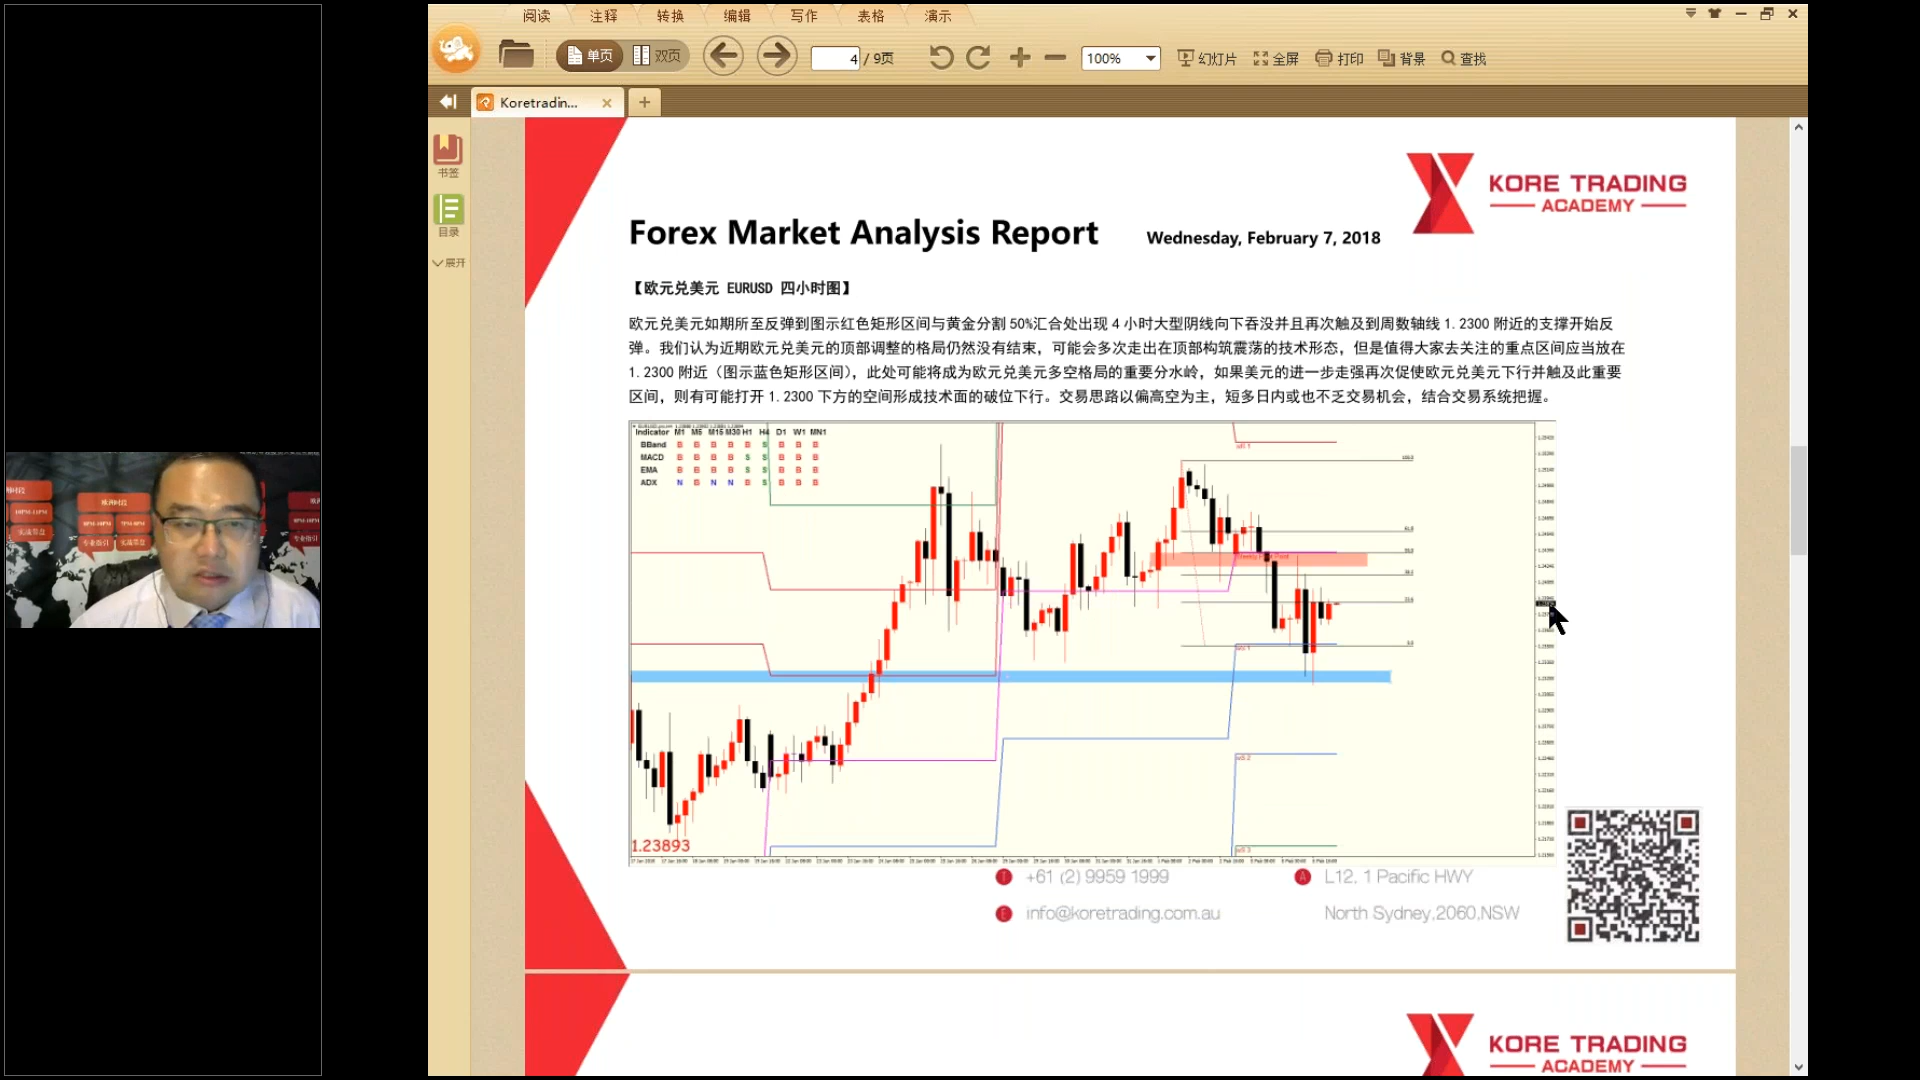 阅读 注释 转换 编辑 写作 表格 演示
单页 双页 4 / 9页 100% 幻灯片 全屏 打印 背景 查找
Koretradin...
书签
目录
展开
KORE TRADING
ACADEMY
Forex Market Analysis Report
Wednesday, February 7, 2018
【欧元兑美元 EURUSD 四小时图】
欧元兑美元如期所至反弹到图示红色矩形区间与黄金分割 50%汇合处出现 4 小时大型阴线向下吞没并且再次触及到周数轴线 1.2300 附近的支撑开始反
弹。我们认为近期欧元兑美元的顶部调整的格局仍然没有结束，可能会多次走出在顶部构筑震荡的技术形态，但是值得大家去关注的重点区间应当放在
1.2300 附近（图示蓝色矩形区间），此处可能将成为欧元兑美元多空格局的重要分水岭，如果美元的进一步走强再次促使欧元兑美元下行并触及此重要
区间，则有可能打开 1.2300 下方的空间形成技术面的破位下行。交易思路以偏高空为主，短多日内或也不乏交易机会，结合交易系统把握。
Indicator M1 M5 M15 M30 H1 H4 D1 W1 MN1
BBand B B B B B S B B B
MACD B B B B S S B B B
EMA B B B B S S B B B
ADX N B N N B S B B B
1.23893
T +61 (2) 9959 1999
A L12, 1 Pacific HWY
E info@koretrading.com.au
North Sydney,2060,NSW
KORE TRADING
ACADEMY